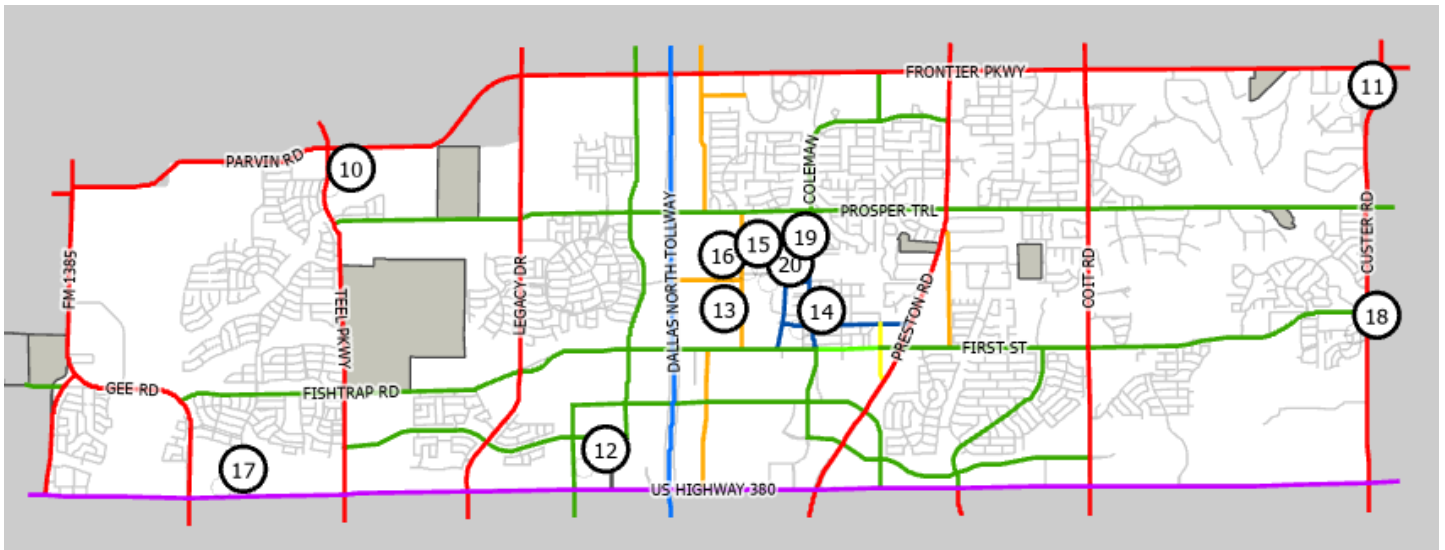 FRONTIER PKWY
11
COLEMAN
PARVIN RD
10
DALLAS NORTH TOLLWAY
PROSPER TRL
CUSTER RD
19
15
16
20
FM 1385
LEGACY DR
COIT RD
TEEL PKWY
PRESTON RD
13
14
18
FIRST ST
GEE RD
FISHTRAP RD
12
17
US HIGHWAY 380